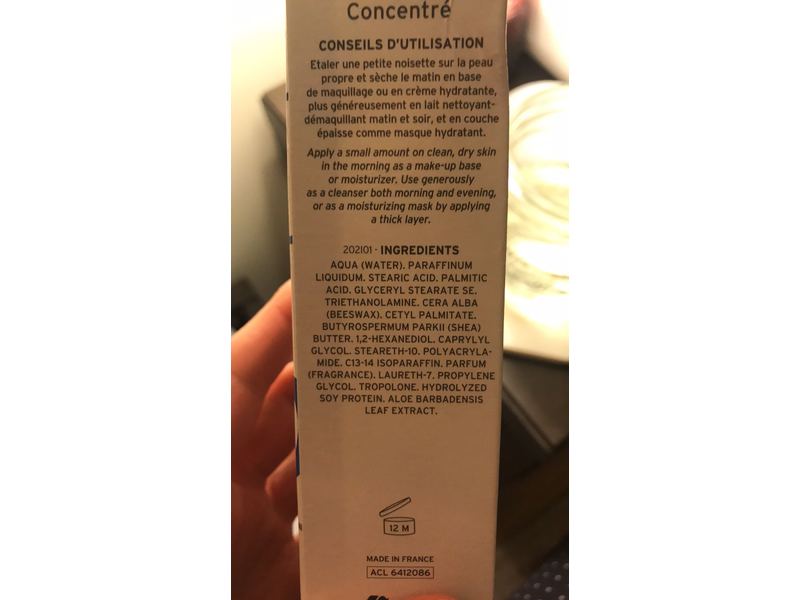 Concentré
CONSEILS D'UTILISATION
Etaler une petite noisette sur la peau
propre et sèche le matin en base
de maquillage ou en crème hydratante,
plus généreusement en lait nettoyant-
démaquillant matin et soir, et en couche
épaisse comme masque hydratant.
Apply a small amount on clean, dry skin
in the morning as a make-up base
or moisturizer. Use generously
as a cleanser both morning and evening,
or as a moisturizing mask by applying
a thick layer.
202101 - INGREDIENTS
AQUA (WATER). PARAFFINUM
LIQUIDUM. STEARIC ACID. PALMITIC
ACID. GLYCERYL STEARATE SE.
TRIETHANOLAMINE. CERA ALBA
(BEESWAX). CETYL PALMITATE.
BUTYROSPERMUM PARKII (SHEA)
BUTTER. 1,2-HEXANEDIOL. CAPRYLYL
GLYCOL. STEARETH-10. POLYACRYLA-
MIDE. C13-14 ISOPARAFFIN. PARFUM
(FRAGRANCE). LAURETH-7. PROPYLENE
GLYCOL. TROPOLONE. HYDROLYZED
SOY PROTEIN. ALOE BARBADENSIS
LEAF EXTRACT.
12 M
MADE IN FRANCE
ACL 6412086